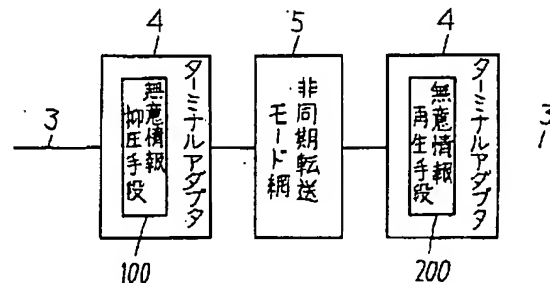 4
5
4
3
無意情報
抑圧手段
ターミナルアダプタ
非同期転送
モード網
無意情報
再生手段
ターミナルアダプタ
3
100
200